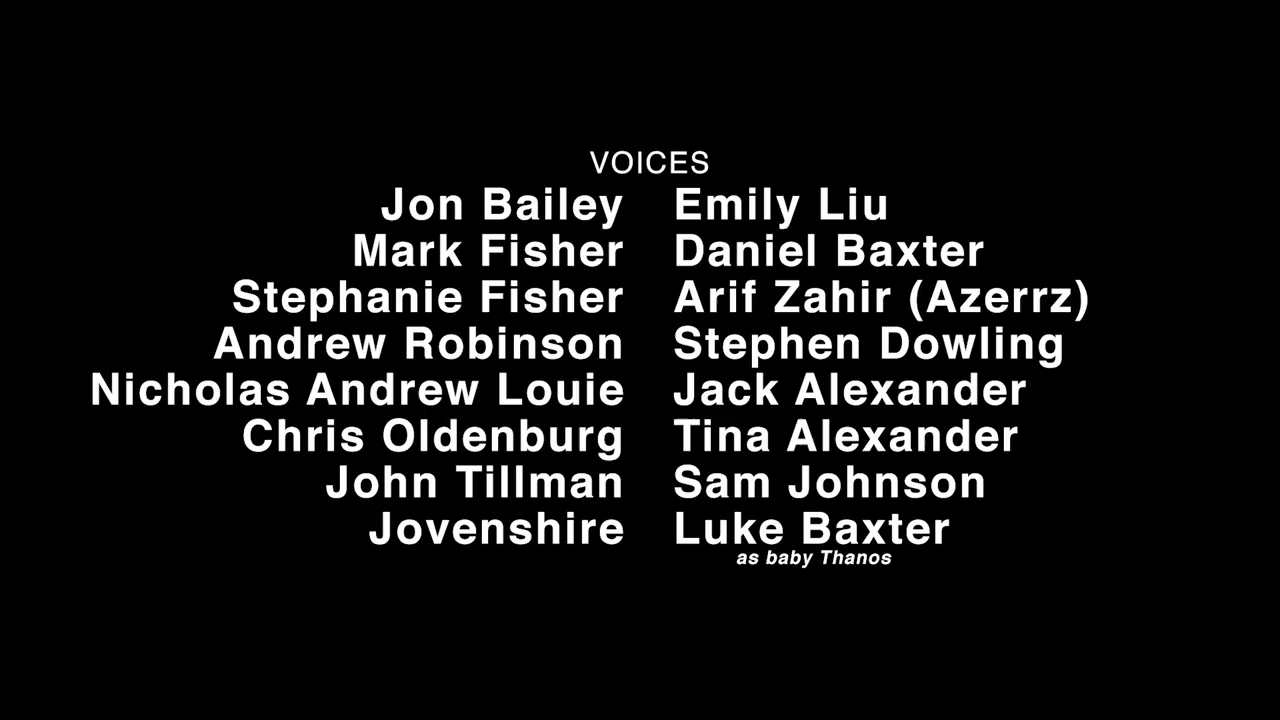 VOICES
Jon Bailey Emily Liu
Mark Fisher Daniel Baxter
Stephanie Fisher Arif Zahir (Azerrz)
Andrew Robinson Stephen Dowling
Nicholas Andrew Louie Jack Alexander
Chris Oldenburg Tina Alexander
John Tillman Sam Johnson
Jovenshire Luke Baxter
as baby Thanos